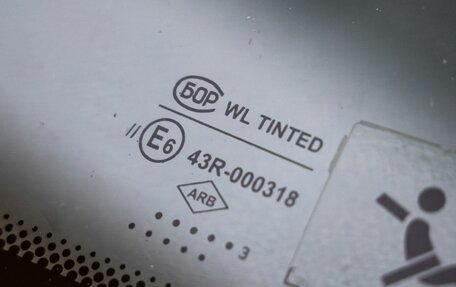 БОР WL TINTED
// E6 43R-000318
ARB
3